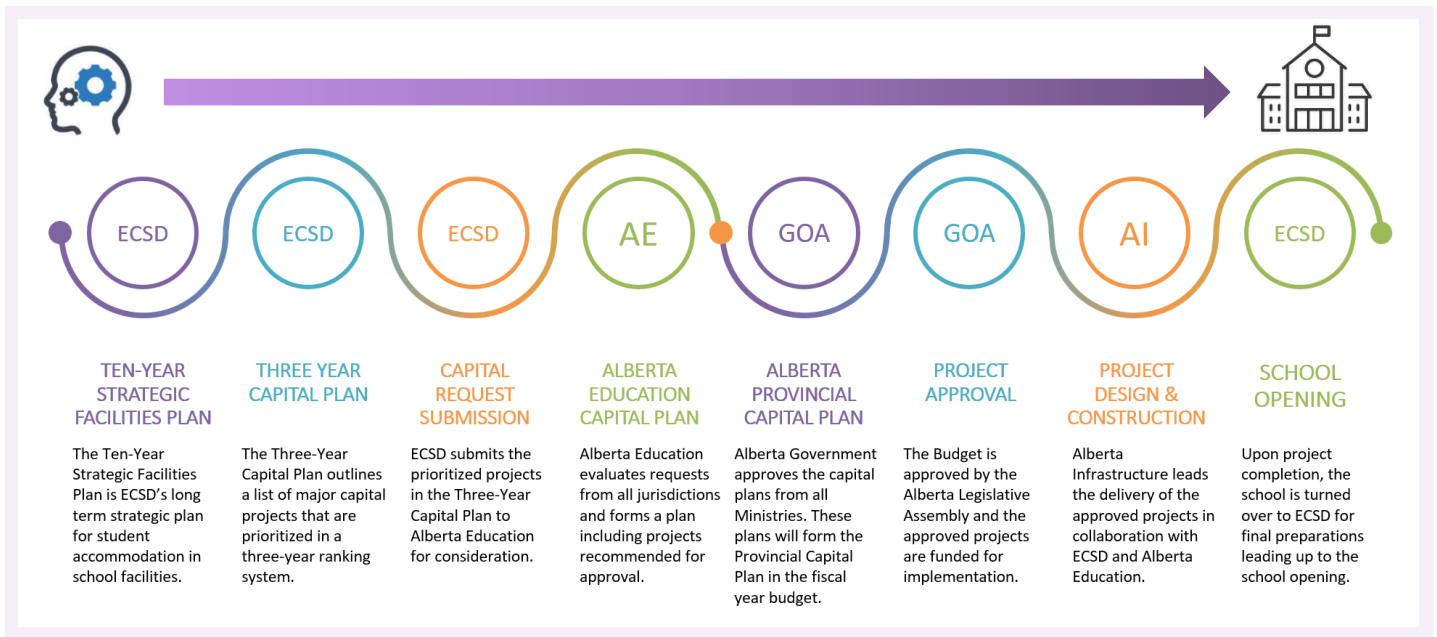 ECSD
ECSD
ECSD
AE
GOA
GOA
AI
ECSD
TEN-YEAR
STRATEGIC
FACILITIES PLAN
The Ten-Year
Strategic Facilities
Plan is ECSD’s long
term strategic plan
for student
accommodation in
school facilities.
THREE YEAR
CAPITAL PLAN
The Three-Year
Capital Plan outlines
a list of major capital
projects that are
prioritized in a
three-year ranking
system.
CAPITAL
REQUEST
SUBMISSION
ECSD submits the
prioritized projects
in the Three-Year
Capital Plan to
Alberta Education
for consideration.
ALBERTA
EDUCATION
CAPITAL PLAN
Alberta Education
evaluates requests
from all jurisdictions
and forms a plan
including projects
recommended for
approval.
ALBERTA
PROVINCIAL
CAPITAL PLAN
Alberta Government
approves the capital
plans from all
Ministries. These
plans will form the
Provincial Capital
Plan in the fiscal
year budget.
PROJECT
APPROVAL
The Budget is
approved by the
Alberta Legislative
Assembly and the
approved projects
are funded for
implementation.
PROJECT
DESIGN &
CONSTRUCTION
Alberta
Infrastructure leads
the delivery of the
approved projects in
collaboration with
ECSD and Alberta
Education.
SCHOOL
OPENING
Upon project
completion, the
school is turned
over to ECSD for
final preparations
leading up to the
school opening.